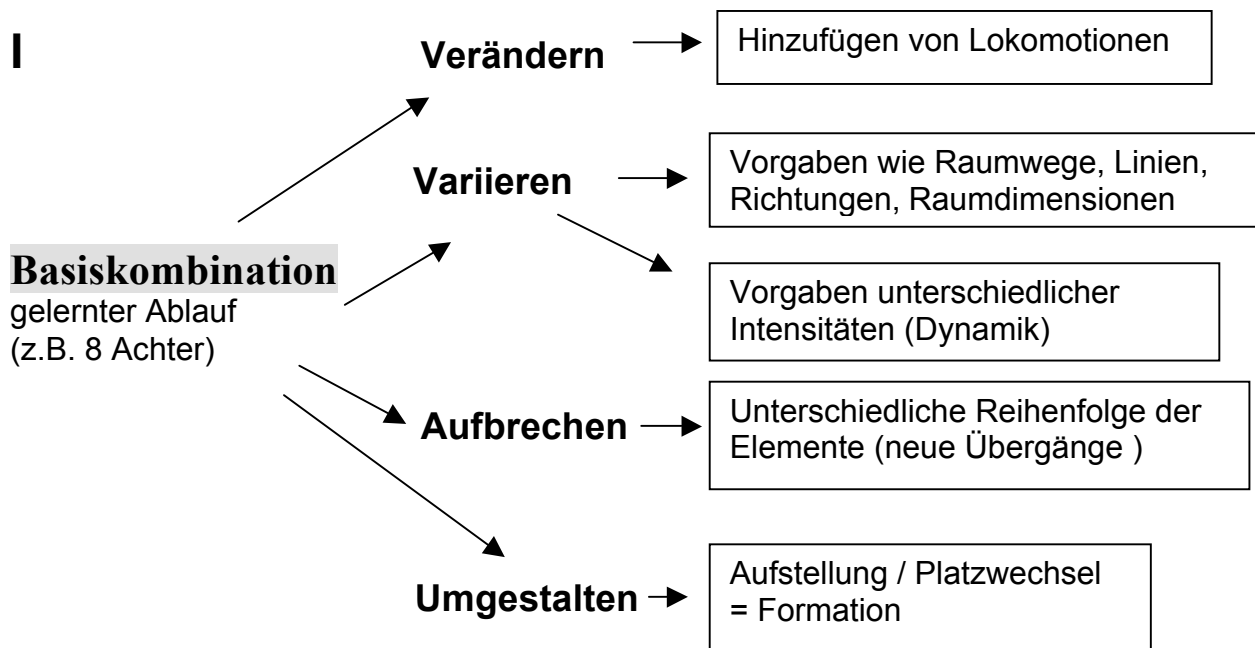 I
Verändern
Hinzufügen von Lokomotionen
Variieren
Vorgaben wie Raumwege, Linien,
Richtungen, Raumdimensionen
Basiskombination
gelernter Ablauf
(z.B. 8 Achter)
Vorgaben unterschiedlicher
Intensitäten (Dynamik)
Aufbrechen
Unterschiedliche Reihenfolge der
Elemente (neue Übergänge )
Umgestalten
Aufstellung / Platzwechsel
= Formation